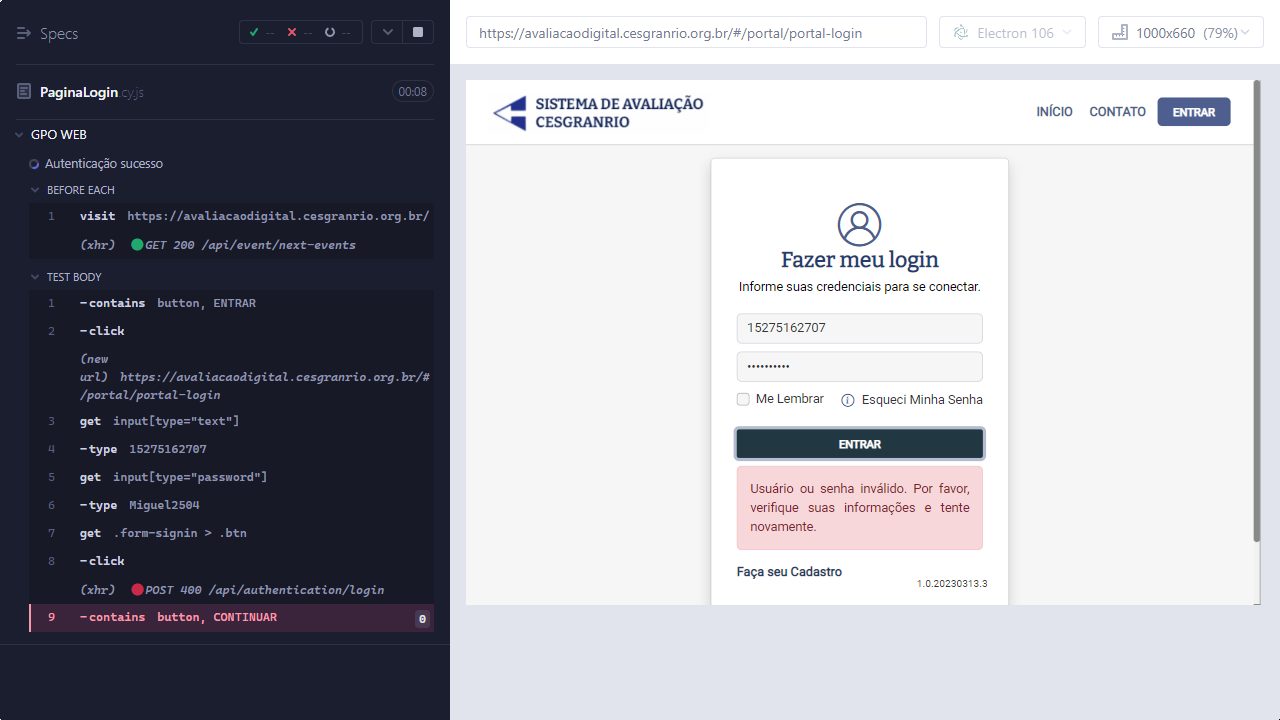 Specs
-- -- --
PaginaLogin.cy.js
00:08
GPO WEB
Autenticação sucesso
BEFORE EACH
1 visit https://avaliacaodigital.cesgranrio.org.br/
(xhr) GET 200 /api/event/next-events
TEST BODY
1 -contains button, ENTRAR
2 -click
(new
url) https://avaliacaodigital.cesgranrio.org.br/#
/portal/portal-login
3 get input[type="text"]
4 -type 15275162707
5 get input[type="password"]
6 -type Miguel2504
7 get .form-signin > .btn
8 -click
(xhr) POST 400 /api/authentication/login
9 -contains button, CONTINUAR 0
https://avaliacaodigital.cesgranrio.org.br/#/portal/portal-login
Electron 106
1000x660 (79%)
SISTEMA DE AVALIAÇÃO
CESGRANRIO
INÍCIO CONTATO ENTRAR
Fazer meu login
Informe suas credenciais para se conectar.
15275162707
••••••••••
Me Lembrar Esqueci Minha Senha
ENTRAR
Usuário ou senha inválido. Por favor,
verifique suas informações e tente
novamente.
Faça seu Cadastro
1.0.20230313.3